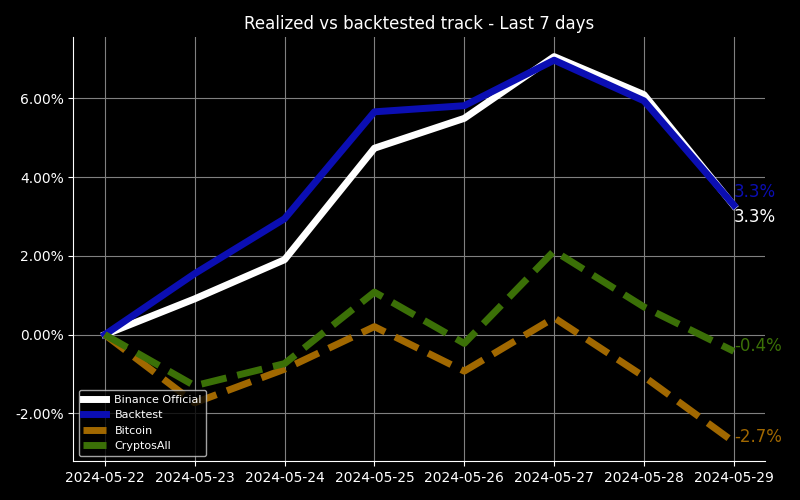 Realized vs backtested track - Last 7 days
6.00%
4.00%
2.00%
0.00%
-2.00%
3.3%
3.3%
-0.4%
-2.7%
Binance Official
Backtest
Bitcoin
CryptosAll
2024-05-22 2024-05-23 2024-05-24 2024-05-25 2024-05-26 2024-05-27 2024-05-28 2024-05-29